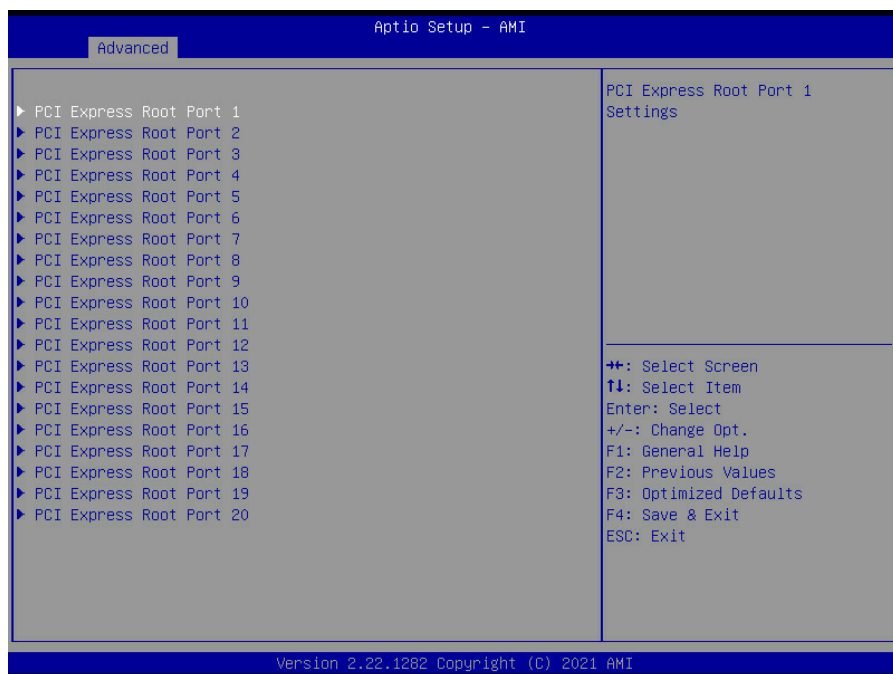 Aptio Setup – AMI
Advanced
▶ PCI Express Root Port 1
▶ PCI Express Root Port 2
▶ PCI Express Root Port 3
▶ PCI Express Root Port 4
▶ PCI Express Root Port 5
▶ PCI Express Root Port 6
▶ PCI Express Root Port 7
▶ PCI Express Root Port 8
▶ PCI Express Root Port 9
▶ PCI Express Root Port 10
▶ PCI Express Root Port 11
▶ PCI Express Root Port 12
▶ PCI Express Root Port 13
▶ PCI Express Root Port 14
▶ PCI Express Root Port 15
▶ PCI Express Root Port 16
▶ PCI Express Root Port 17
▶ PCI Express Root Port 18
▶ PCI Express Root Port 19
▶ PCI Express Root Port 20
PCI Express Root Port 1
Settings
→←: Select Screen
↑↓: Select Item
Enter: Select
+/-: Change Opt.
F1: General Help
F2: Previous Values
F3: Optimized Defaults
F4: Save & Exit
ESC: Exit
Version 2.22.1282 Copyright (C) 2021 AMI